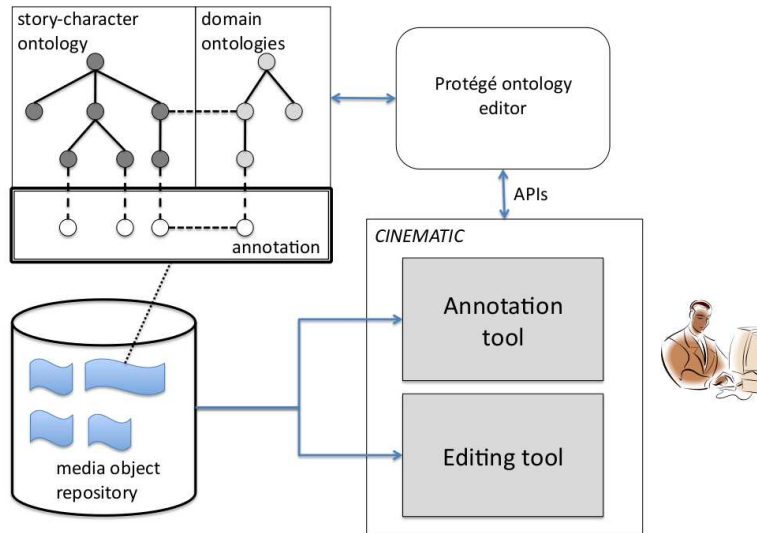 story-character
ontology
domain
ontologies
Protégé ontology
editor
annotation
APIs
CINEMATIC
Annotation
tool
Editing tool
media object
repository